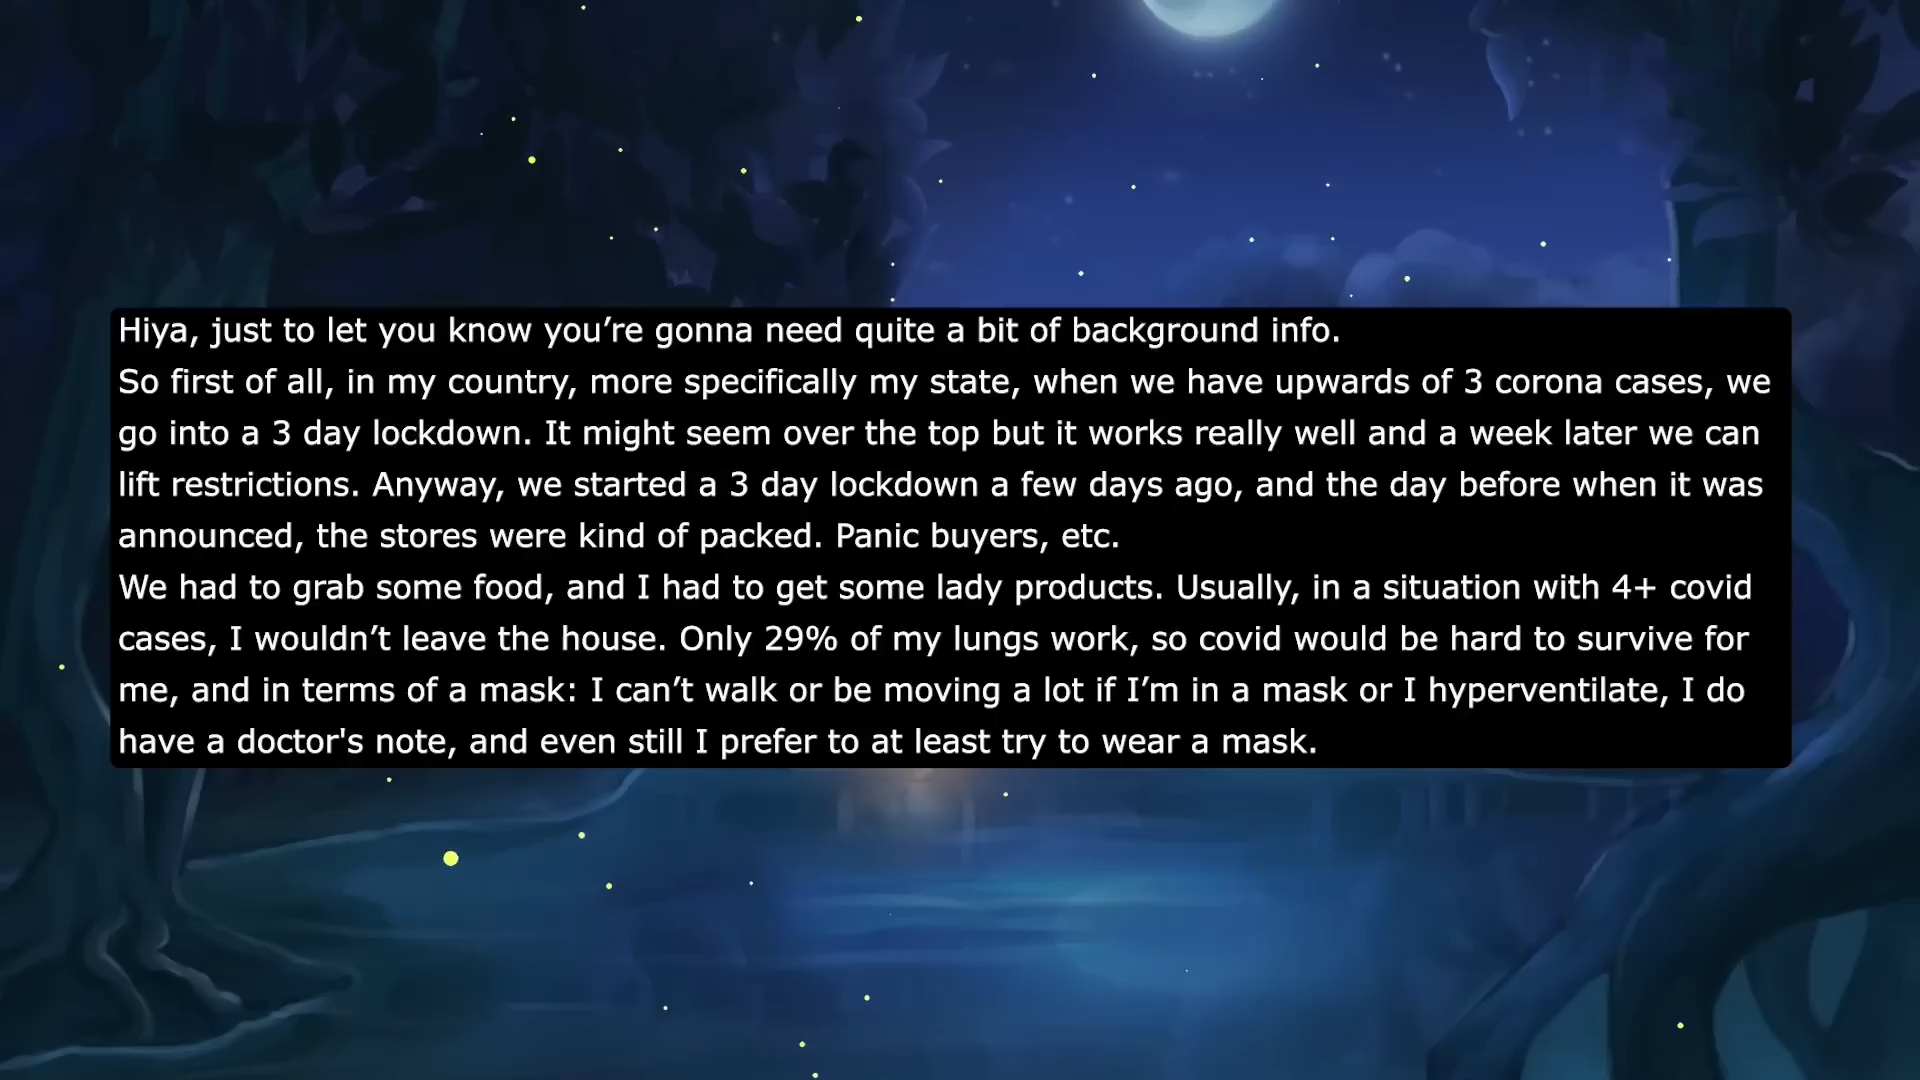 Hiya, just to let you know you’re gonna need quite a bit of background info.
So first of all, in my country, more specifically my state, when we have upwards of 3 corona cases, we
go into a 3 day lockdown. It might seem over the top but it works really well and a week later we can
lift restrictions. Anyway, we started a 3 day lockdown a few days ago, and the day before when it was
announced, the stores were kind of packed. Panic buyers, etc.
We had to grab some food, and I had to get some lady products. Usually, in a situation with 4+ covid
cases, I wouldn’t leave the house. Only 29% of my lungs work, so covid would be hard to survive for
me, and in terms of a mask: I can’t walk or be moving a lot if I’m in a mask or I hyperventilate, I do
have a doctor's note, and even still I prefer to at least try to wear a mask.